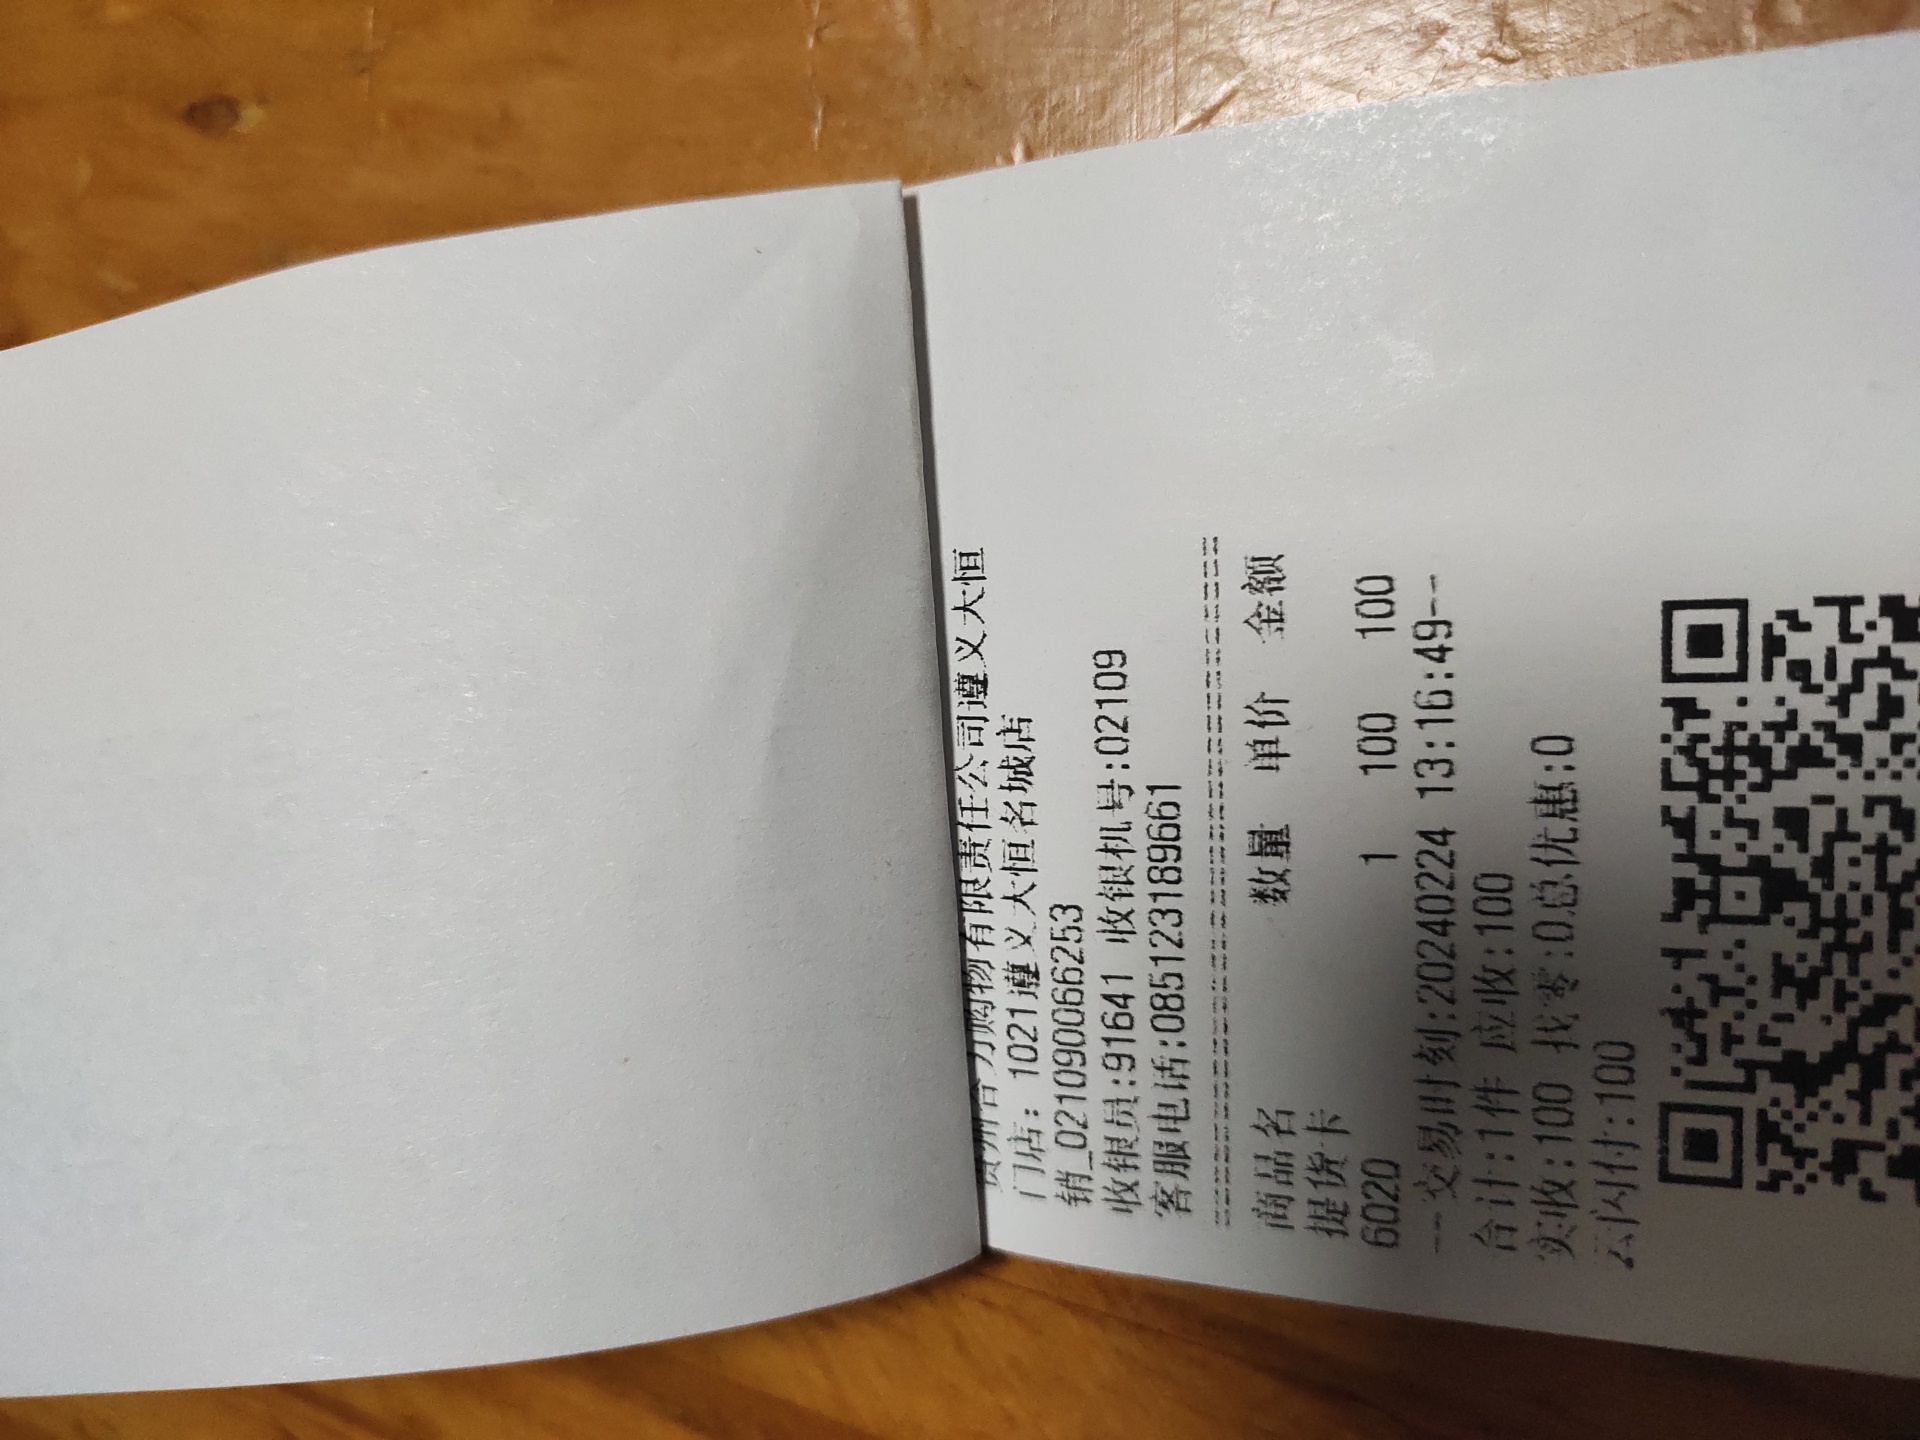 贵州合力购物有限责任公司遵义大恒
门店: 1021遵义大恒名城店
销_021090066253
收银员:91641 收银机号:02109
客服电话:085123189661
商品名 数量 单价 金额
提货卡
6020 1 100 100
--交易时刻:20240224 13:16:49--
合计:1件 应收:100
实收:100 找零:0总优惠:0
云闪付:100